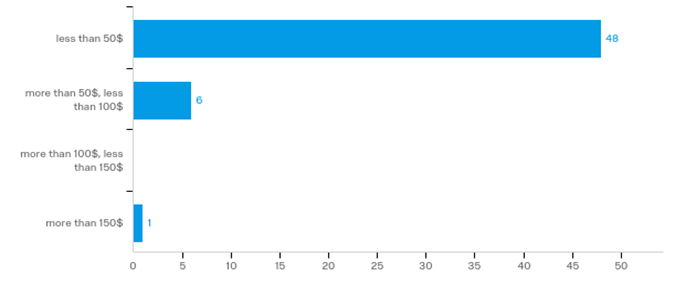 less than 50$
48
more than 50$, less
than 100$
6
more than 100$, less
than 150$
more than 150$
1
0 5 10 15 20 25 30 35 40 45 50